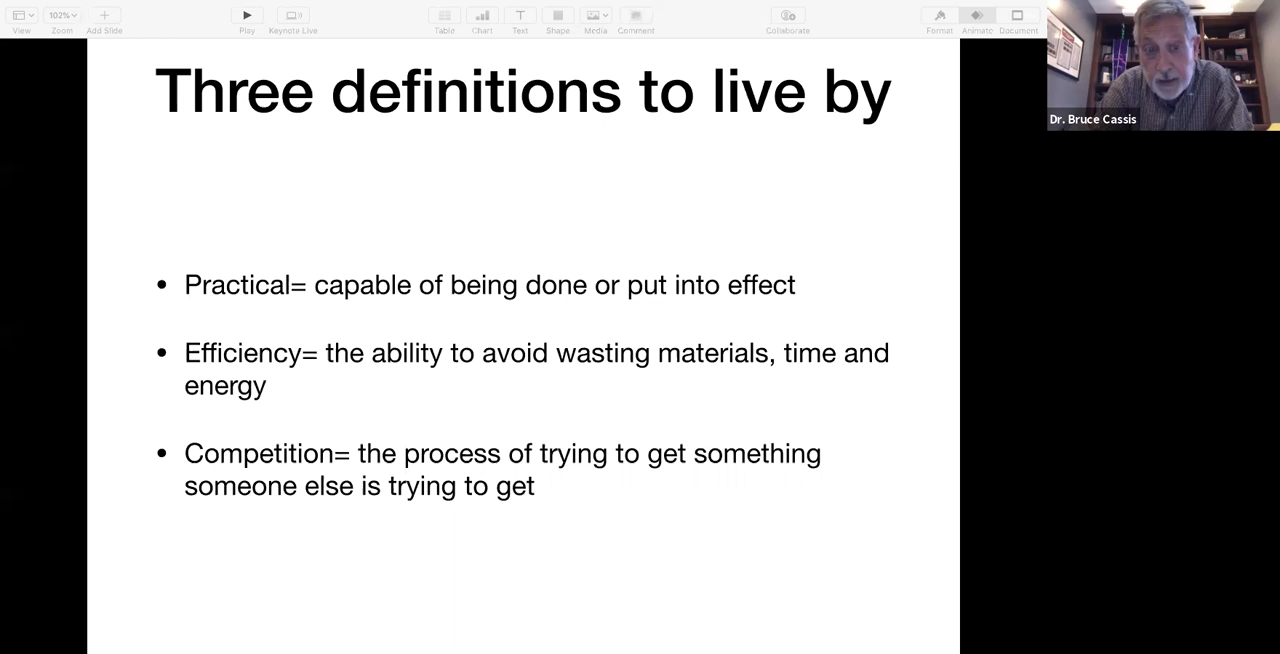 View
102%
Zoom
Add Slide
Play
Keynote Live
Table
Chart
Text
Shape
Media
Comment
Collaborate
Format
Animate
Document
Dr. Bruce Cassis
Three definitions to live by
• Practical= capable of being done or put into effect
• Efficiency= the ability to avoid wasting materials, time and
energy
• Competition= the process of trying to get something
someone else is trying to get